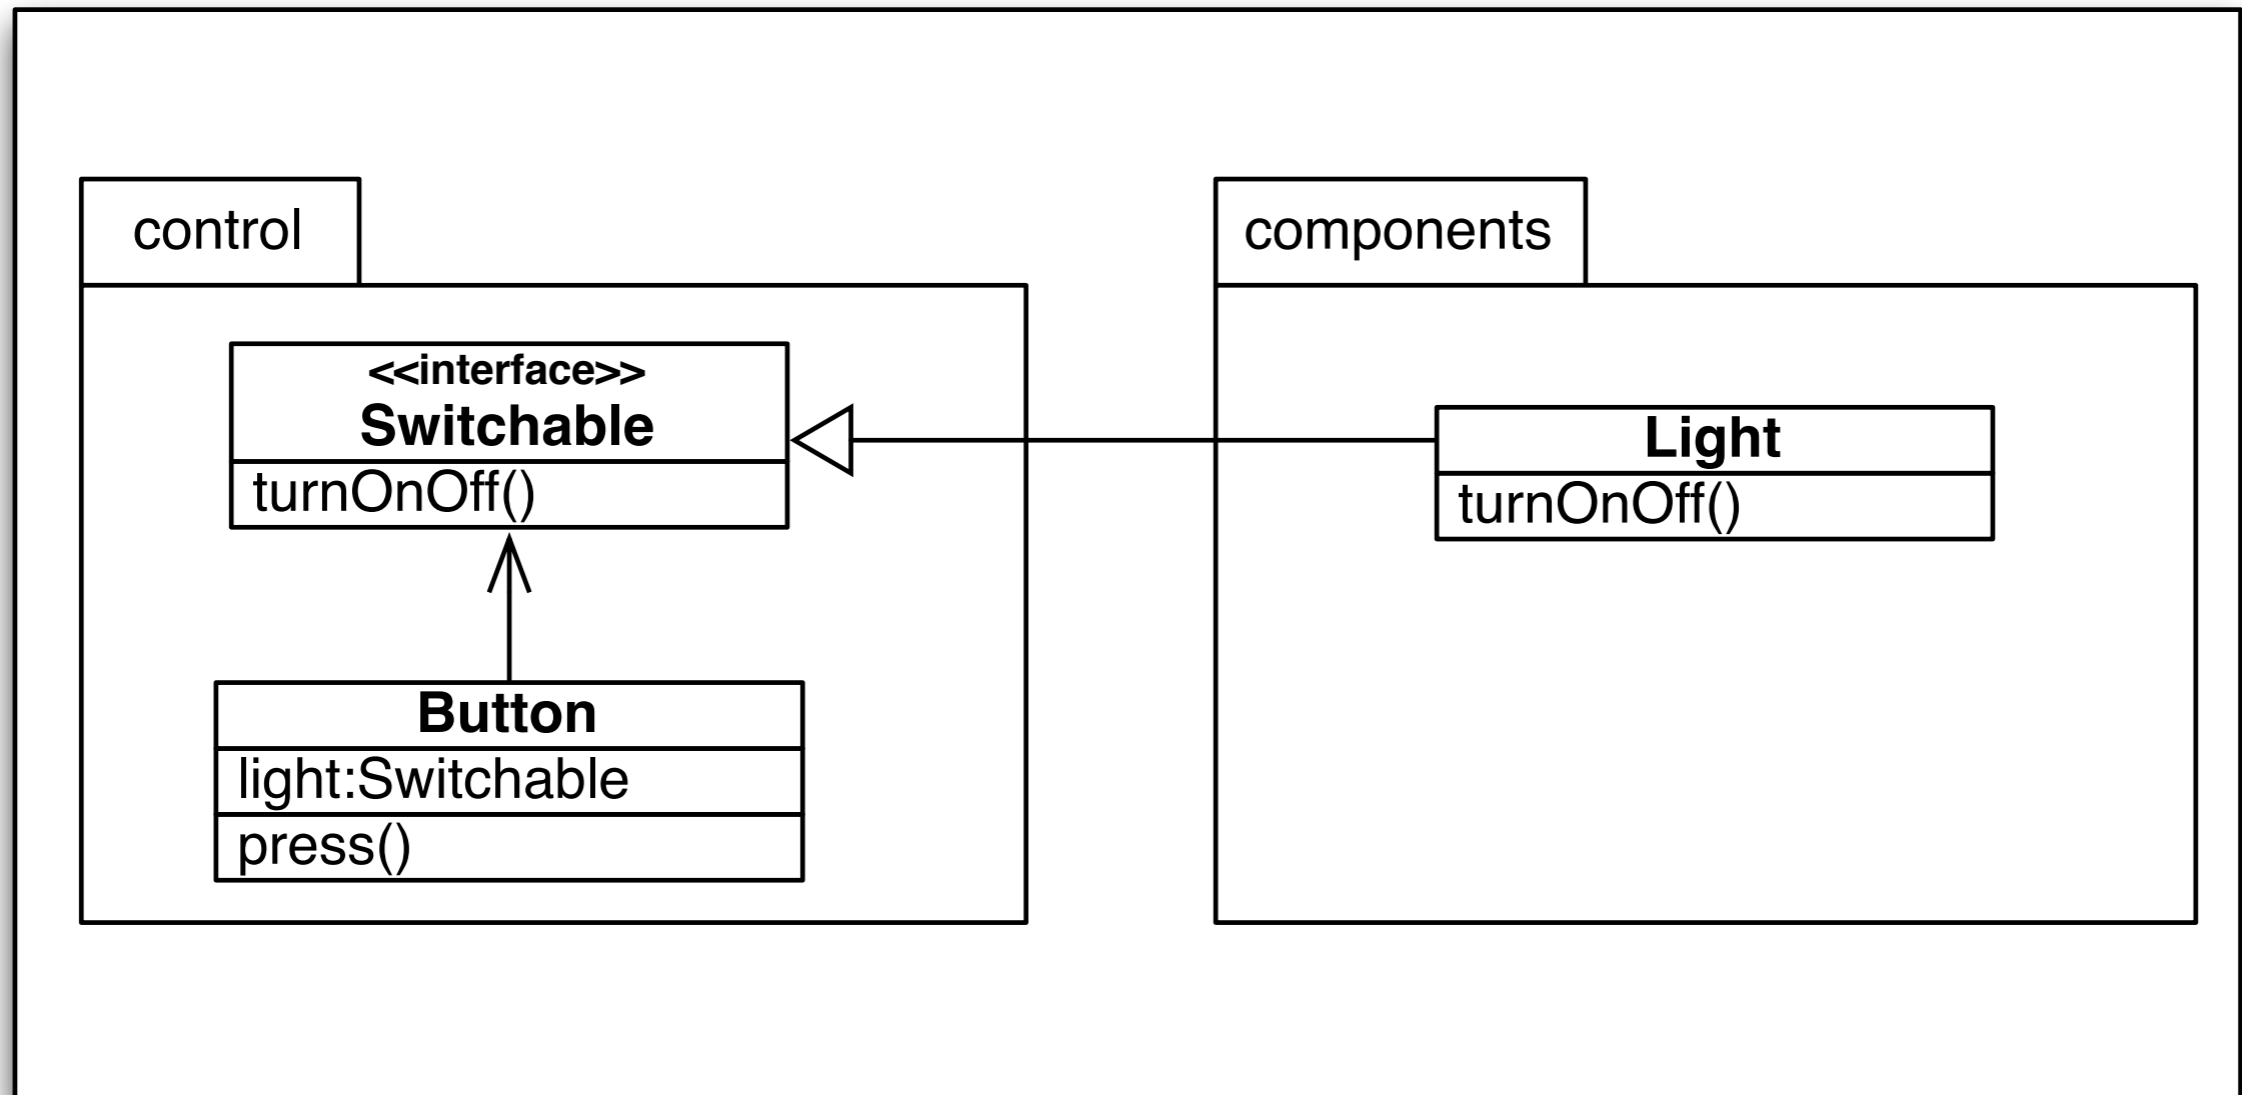 control
<<interface>>
Switchable
turnOnOff()
Button
light:Switchable
press()
components
Light
turnOnOff()